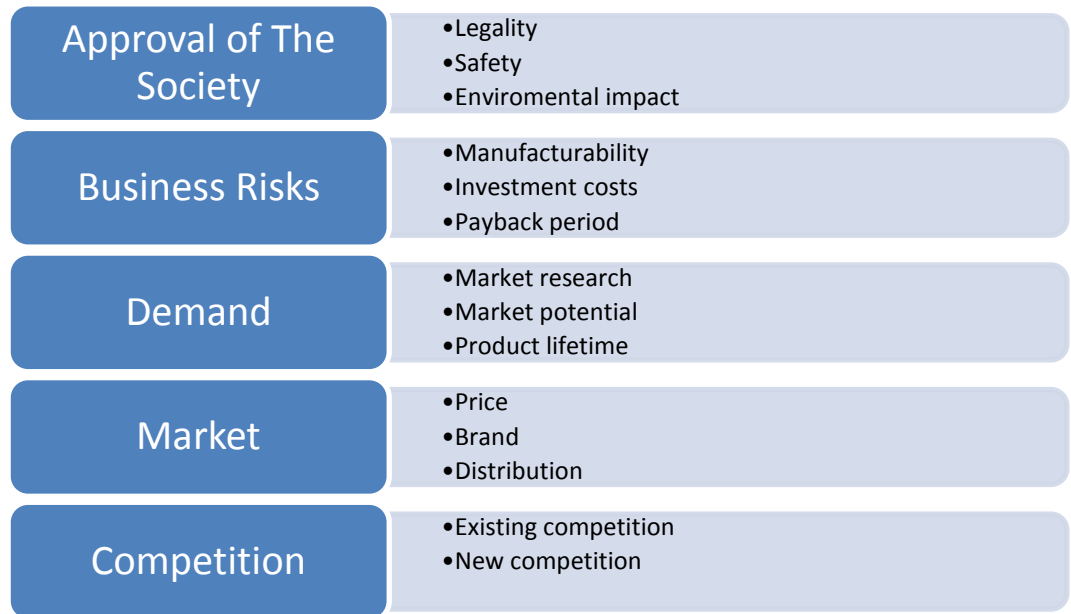 Approval of The
Society
•Legality
•Safety
•Enviromental impact
Business Risks
•Manufacturability
•Investment costs
•Payback period
Demand
•Market research
•Market potential
•Product lifetime
Market
•Price
•Brand
•Distribution
Competition
•Existing competition
•New competition